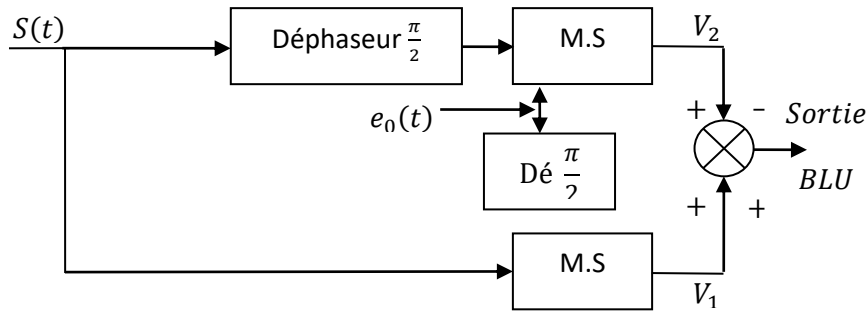 S(t)
Déphaseur π/2
M.S
V₂
e₀(t)
+ − Sortie
Dé π/2
BLU
+ +
M.S
V₁